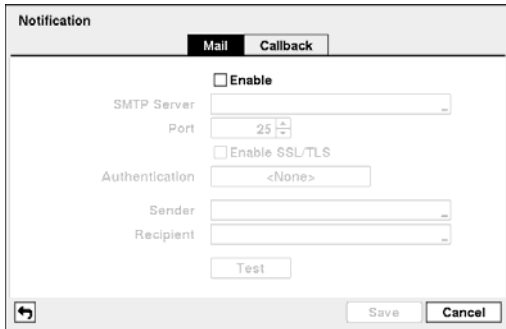 Notification
Mail Callback
Enable
SMTP Server
Port 25
Enable SSL/TLS
Authentication <None>
Sender
Recipient
Test
Save Cancel